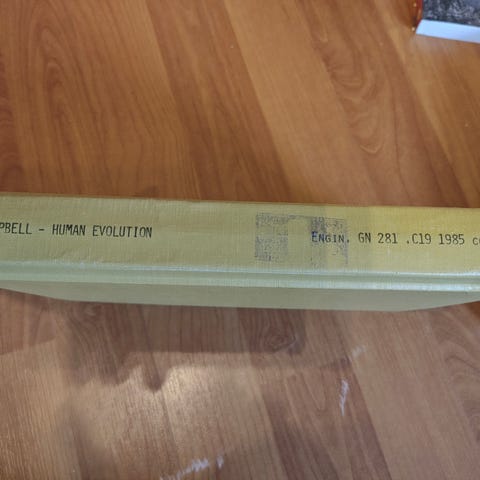 PBELL - HUMAN EVOLUTION ENGIN. GN 281 .C19 1985